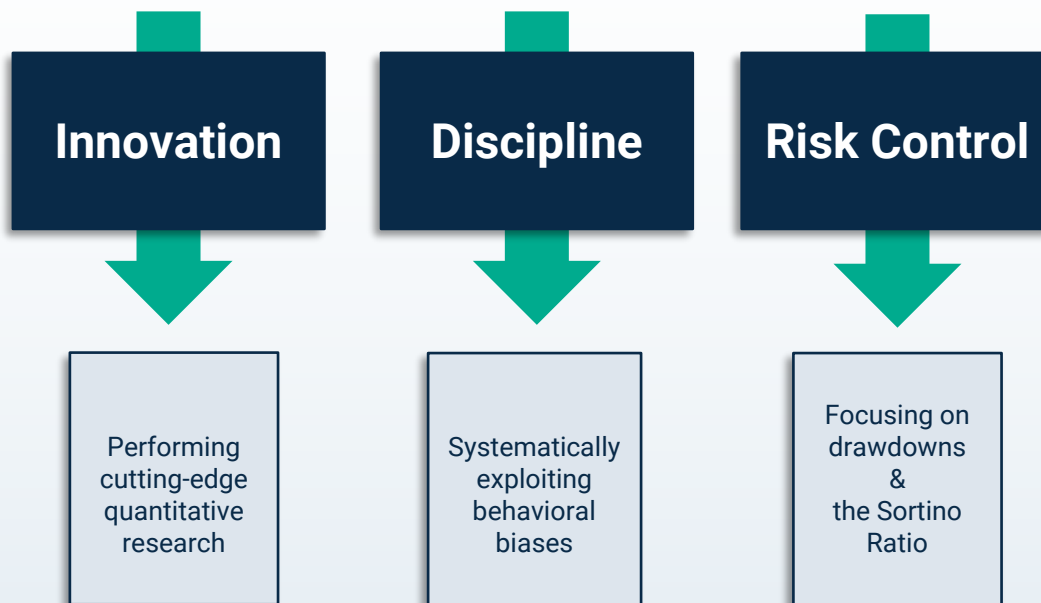 Innovation
Discipline
Risk Control
Performing
cutting-edge
quantitative
research
Systematically
exploiting
behavioral
biases
Focusing on
drawdowns
&
the Sortino
Ratio